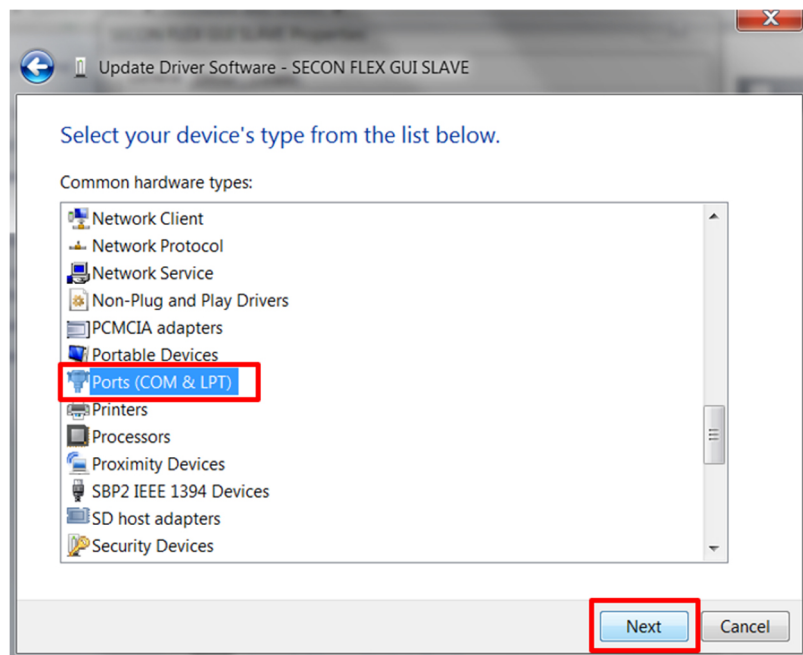 Update Driver Software - SECON FLEX GUI SLAVE
Select your device's type from the list below.
Common hardware types:
Network Client
Network Protocol
Network Service
Non-Plug and Play Drivers
PCMCIA adapters
Portable Devices
Ports (COM & LPT)
Printers
Processors
Proximity Devices
SBP2 IEEE 1394 Devices
SD host adapters
Security Devices
Next
Cancel